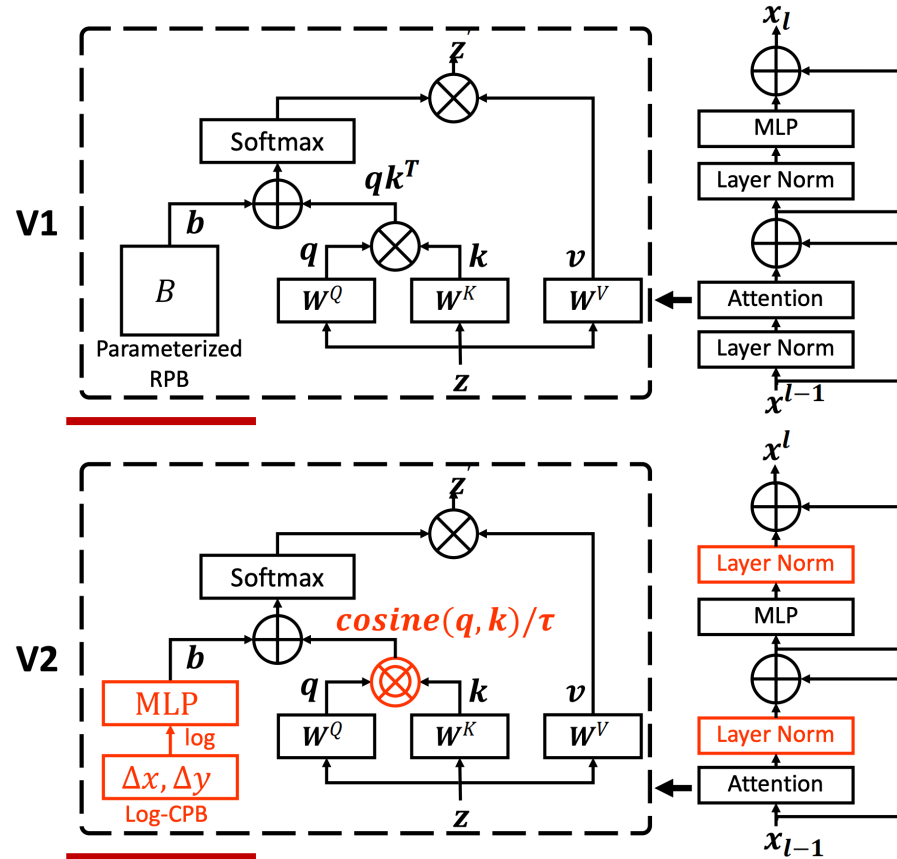 V1
z′
Softmax
qk^T
b
q
k
v
B
W^Q
W^K
W^V
Parameterized
RPB
z
x_l
MLP
Layer Norm
Attention
Layer Norm
x^{l−1}
V2
z′
Softmax
cosine(q, k)/τ
b
q
k
v
MLP
log
Δx, Δy
Log-CPB
W^Q
W^K
W^V
z
x^l
Layer Norm
MLP
Layer Norm
Attention
x_{l−1}